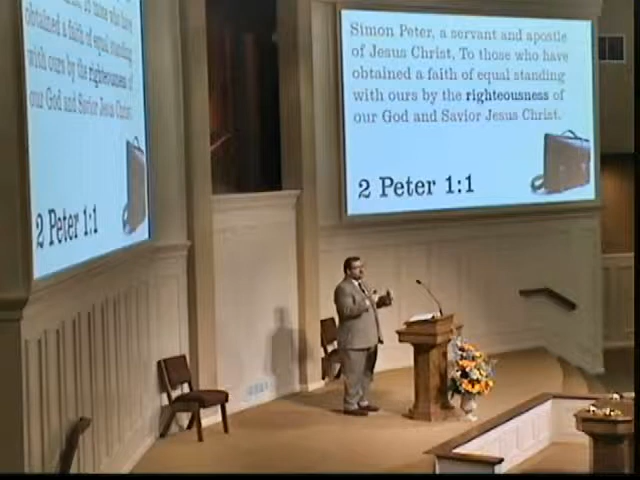 obtained a faith of equal standing
with ours by the righteousness of
our God and Savior Jesus Christ.
2 Peter 1:1
Simon Peter, a servant and apostle
of Jesus Christ, To those who have
obtained a faith of equal standing
with ours by the righteousness of
our God and Savior Jesus Christ.
2 Peter 1:1